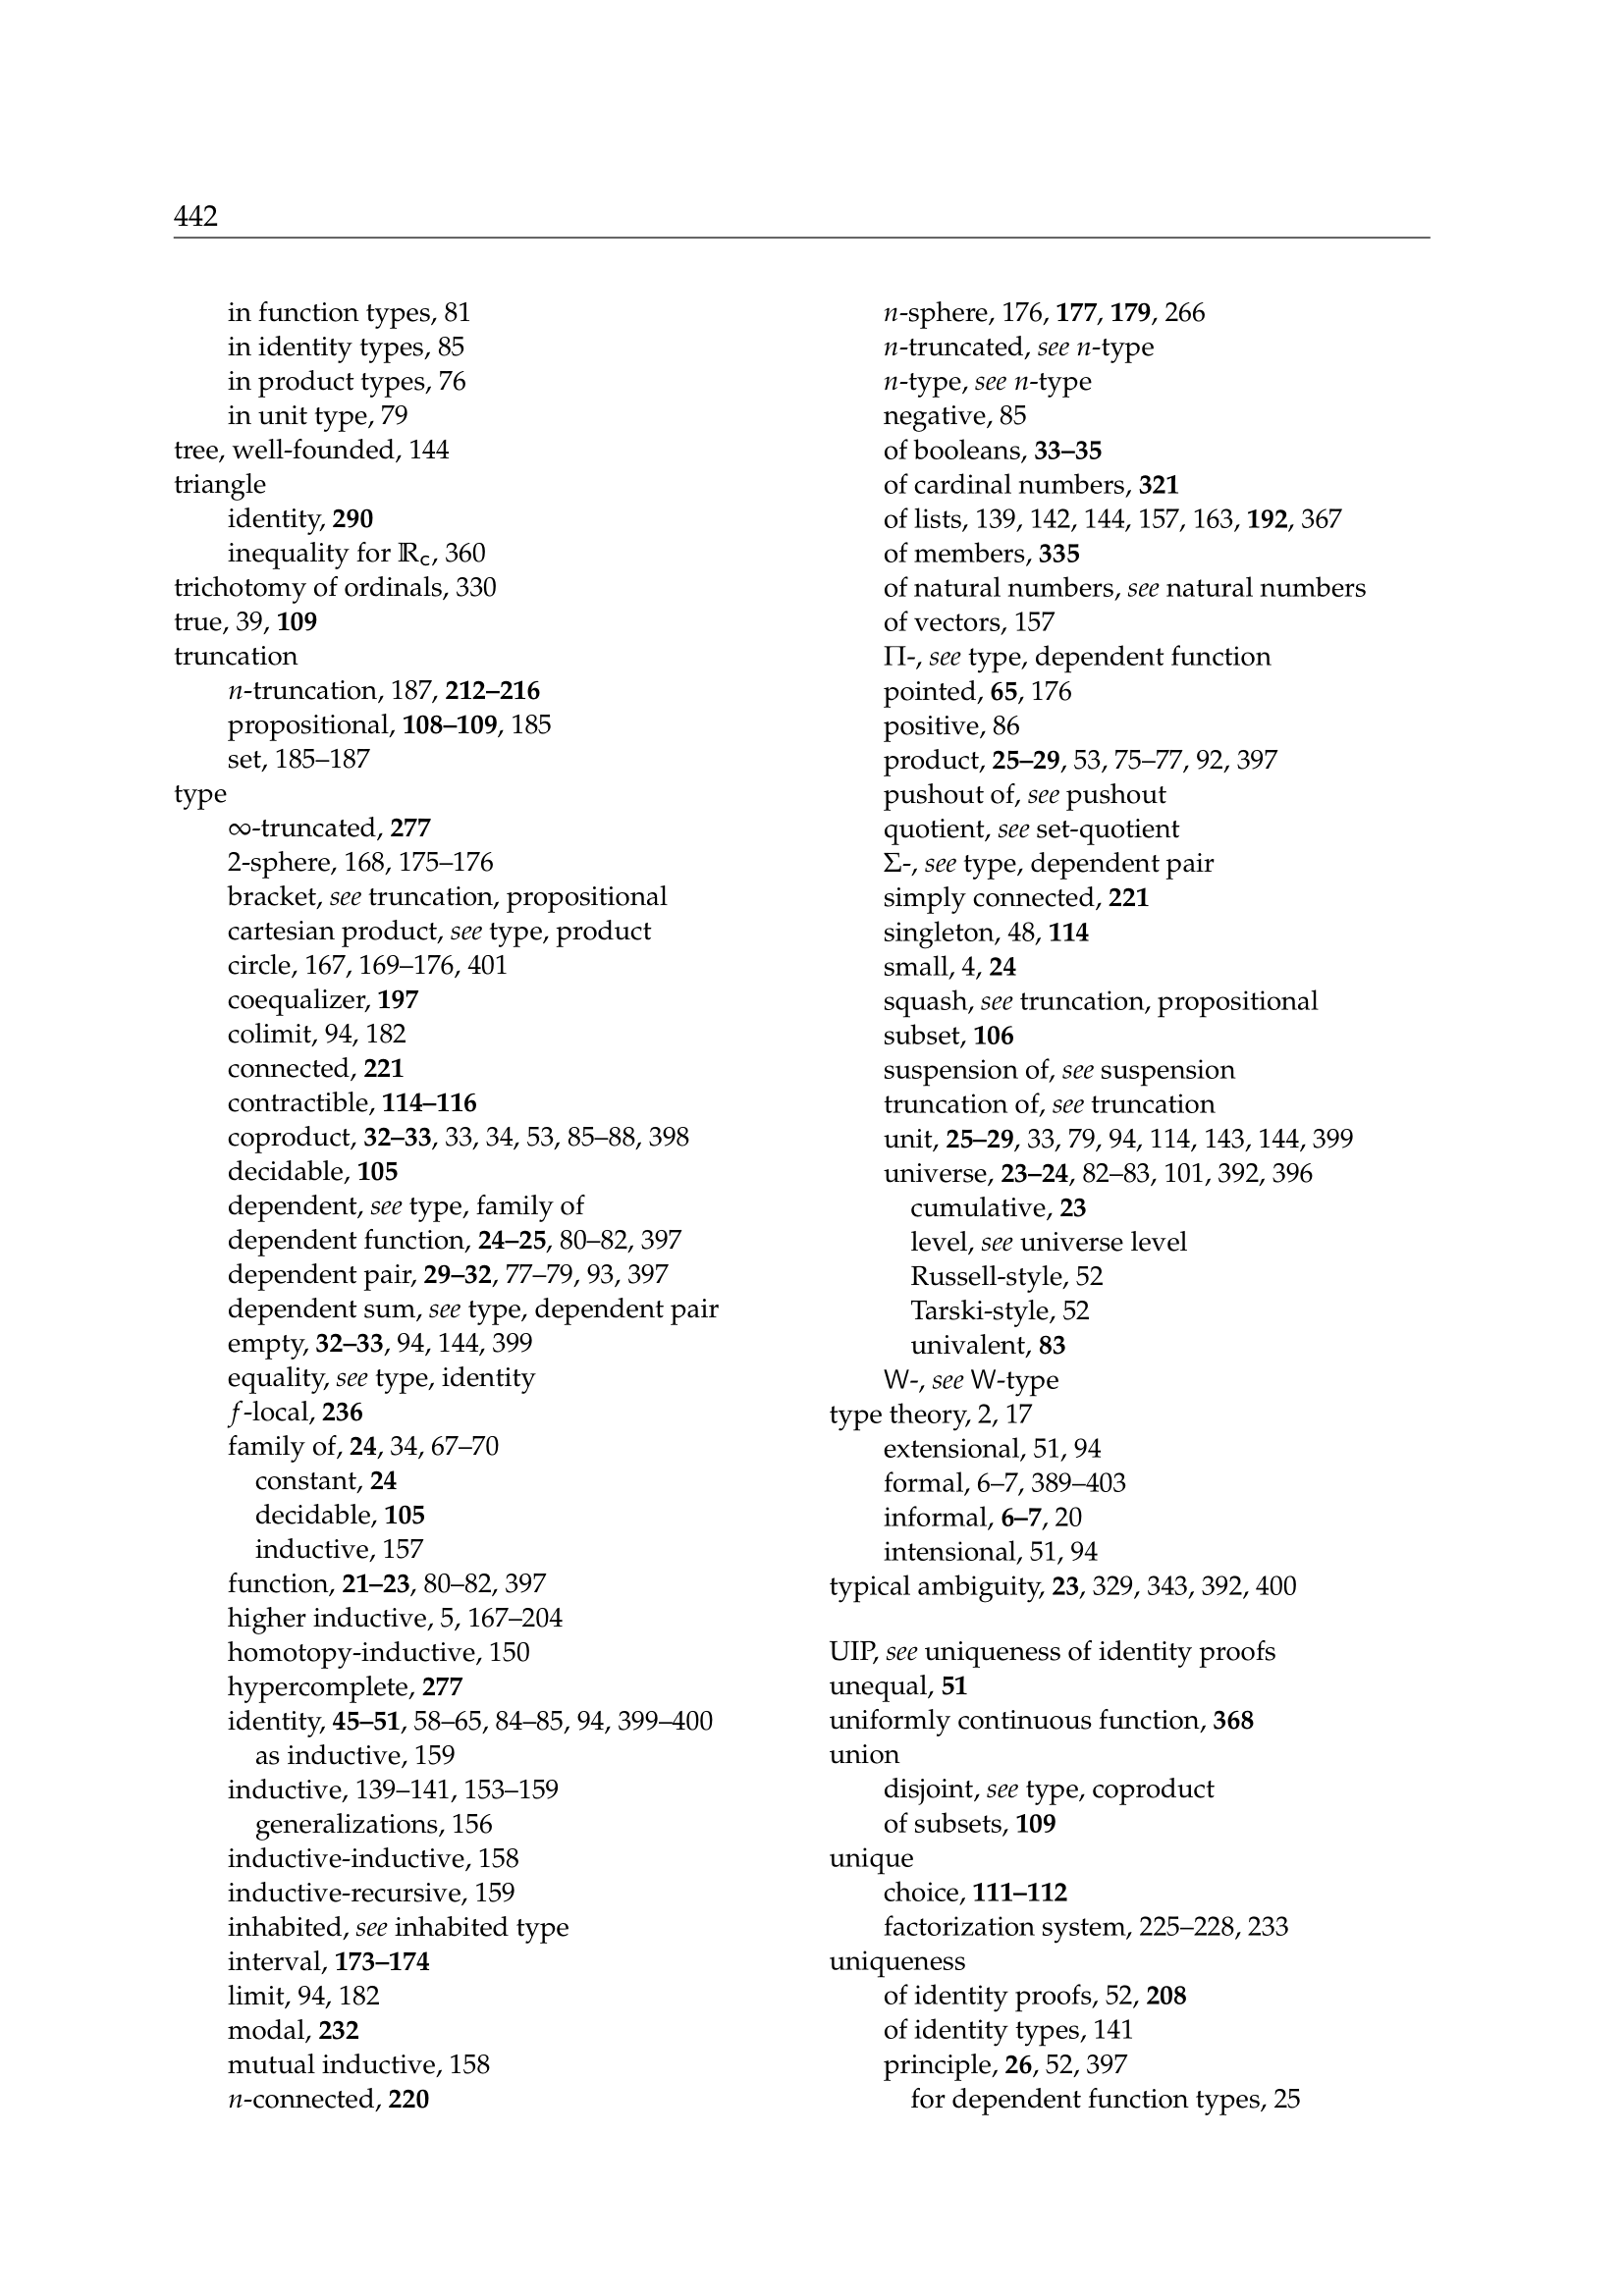 442
in function types, 81
in identity types, 85
in product types, 76
in unit type, 79
tree, well-founded, 144
triangle
identity, 290
inequality for ℝc, 360
trichotomy of ordinals, 330
true, 39, 109
truncation
n-truncation, 187, 212–216
propositional, 108–109, 185
set, 185–187
type
∞-truncated, 277
2-sphere, 168, 175–176
bracket, see truncation, propositional
cartesian product, see type, product
circle, 167, 169–176, 401
coequalizer, 197
colimit, 94, 182
connected, 221
contractible, 114–116
coproduct, 32–33, 33, 34, 53, 85–88, 398
decidable, 105
dependent, see type, family of
dependent function, 24–25, 80–82, 397
dependent pair, 29–32, 77–79, 93, 397
dependent sum, see type, dependent pair
empty, 32–33, 94, 144, 399
equality, see type, identity
f-local, 236
family of, 24, 34, 67–70
constant, 24
decidable, 105
inductive, 157
function, 21–23, 80–82, 397
higher inductive, 5, 167–204
homotopy-inductive, 150
hypercomplete, 277
identity, 45–51, 58–65, 84–85, 94, 399–400
as inductive, 159
inductive, 139–141, 153–159
generalizations, 156
inductive-inductive, 158
inductive-recursive, 159
inhabited, see inhabited type
interval, 173–174
limit, 94, 182
modal, 232
mutual inductive, 158
n-connected, 220
n-sphere, 176, 177, 179, 266
n-truncated, see n-type
n-type, see n-type
negative, 85
of booleans, 33–35
of cardinal numbers, 321
of lists, 139, 142, 144, 157, 163, 192, 367
of members, 335
of natural numbers, see natural numbers
of vectors, 157
Π-, see type, dependent function
pointed, 65, 176
positive, 86
product, 25–29, 53, 75–77, 92, 397
pushout of, see pushout
quotient, see set-quotient
Σ-, see type, dependent pair
simply connected, 221
singleton, 48, 114
small, 4, 24
squash, see truncation, propositional
subset, 106
suspension of, see suspension
truncation of, see truncation
unit, 25–29, 33, 79, 94, 114, 143, 144, 399
universe, 23–24, 82–83, 101, 392, 396
cumulative, 23
level, see universe level
Russell-style, 52
Tarski-style, 52
univalent, 83
W-, see W-type
type theory, 2, 17
extensional, 51, 94
formal, 6–7, 389–403
informal, 6–7, 20
intensional, 51, 94
typical ambiguity, 23, 329, 343, 392, 400
UIP, see uniqueness of identity proofs
unequal, 51
uniformly continuous function, 368
union
disjoint, see type, coproduct
of subsets, 109
unique
choice, 111–112
factorization system, 225–228, 233
uniqueness
of identity proofs, 52, 208
of identity types, 141
principle, 26, 52, 397
for dependent function types, 25